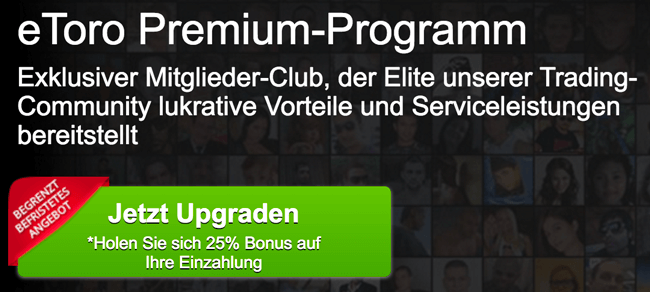 eToro Premium-Programm
Exklusiver Mitglieder-Club, der Elite unserer Trading-
Community lukrative Vorteile und Serviceleistungen
bereitstellt
BEGRENZT
BEFRISTETES
ANGEBOT
Jetzt Upgraden
*Holen Sie sich 25% Bonus auf
Ihre Einzahlung